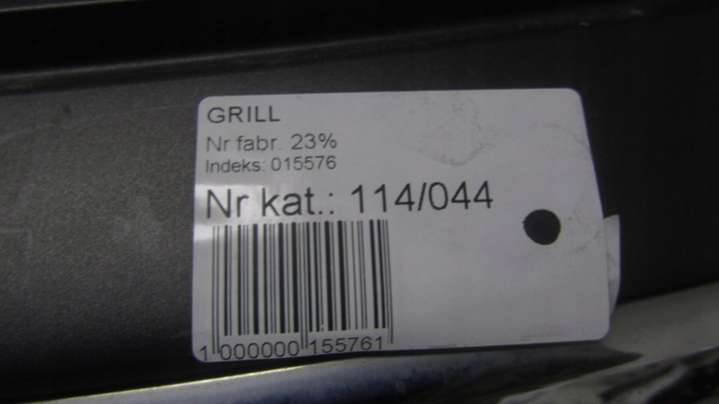 GRILL
Nr fabr. 23%
Indeks: 015576
Nr kat.: 114/044
1 000000 155761